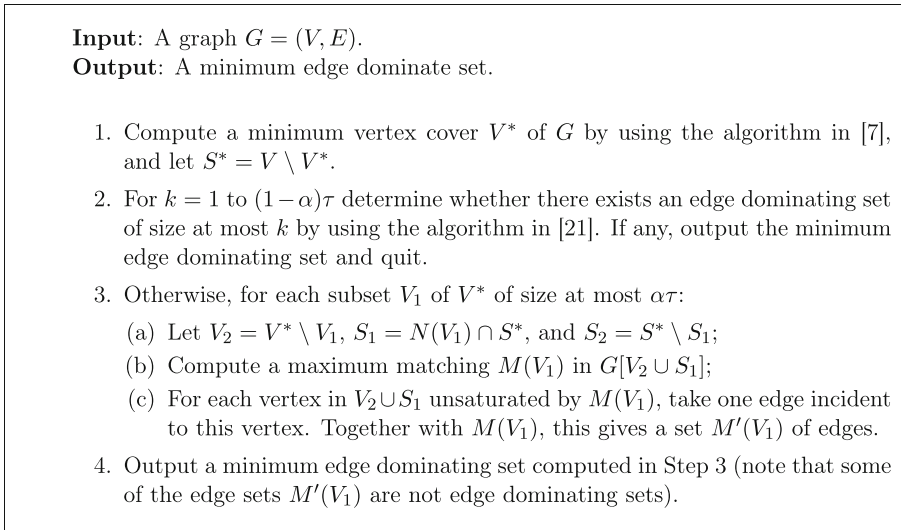 Input: A graph G = (V, E).
Output: A minimum edge dominate set.
1. Compute a minimum vertex cover V* of G by using the algorithm in [7],
and let S* = V \ V*.
2. For k = 1 to (1−α)τ determine whether there exists an edge dominating set
of size at most k by using the algorithm in [21]. If any, output the minimum
edge dominating set and quit.
3. Otherwise, for each subset V₁ of V* of size at most ατ:
(a) Let V₂ = V* \ V₁, S₁ = N(V₁) ∩ S*, and S₂ = S* \ S₁;
(b) Compute a maximum matching M(V₁) in G[V₂ ∪ S₁];
(c) For each vertex in V₂∪S₁ unsaturated by M(V₁), take one edge incident
to this vertex. Together with M(V₁), this gives a set M′(V₁) of edges.
4. Output a minimum edge dominating set computed in Step 3 (note that some
of the edge sets M′(V₁) are not edge dominating sets).